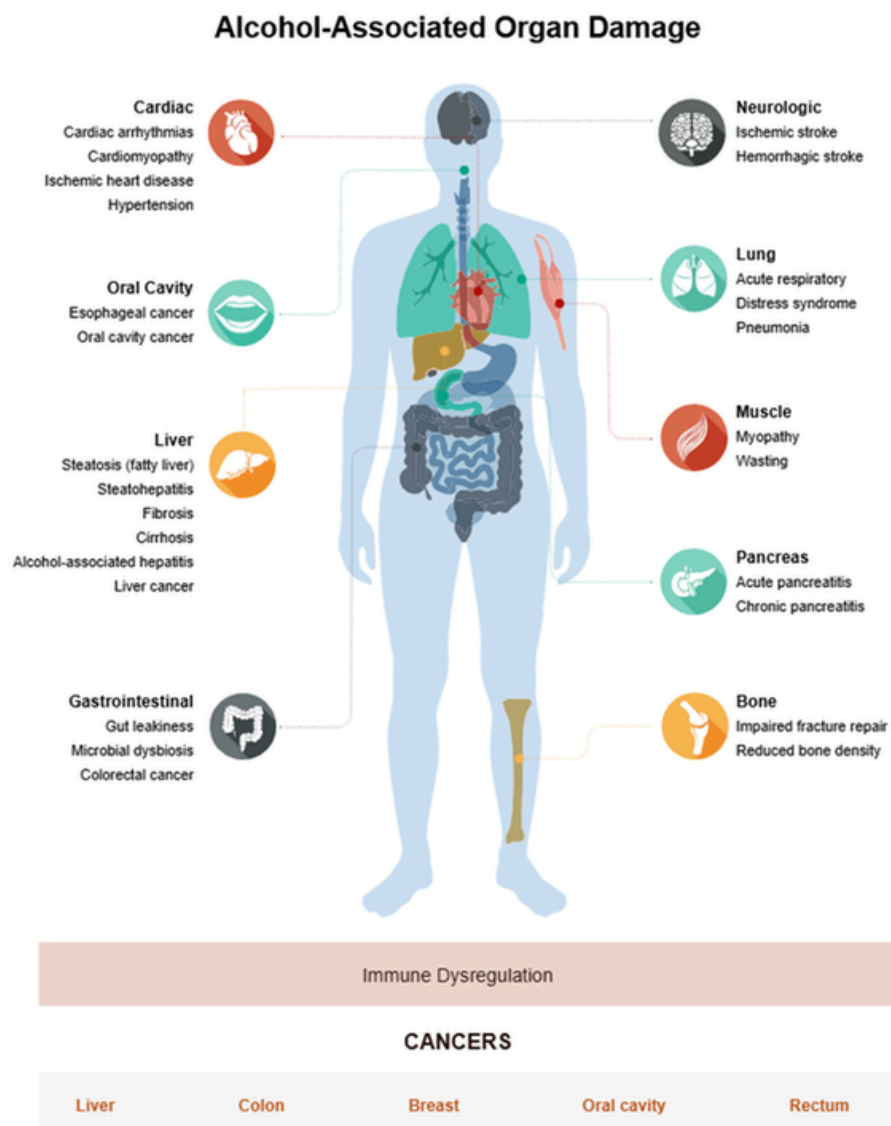 Alcohol-Associated Organ Damage
Cardiac
Cardiac arrhythmias
Cardiomyopathy
Ischemic heart disease
Hypertension
Oral Cavity
Esophageal cancer
Oral cavity cancer
Liver
Steatosis (fatty liver)
Steatohepatitis
Fibrosis
Cirrhosis
Alcohol-associated hepatitis
Liver cancer
Gastrointestinal
Gut leakiness
Microbial dysbiosis
Colorectal cancer
Neurologic
Ischemic stroke
Hemorrhagic stroke
Lung
Acute respiratory
Distress syndrome
Pneumonia
Muscle
Myopathy
Wasting
Pancreas
Acute pancreatitis
Chronic pancreatitis
Bone
Impaired fracture repair
Reduced bone density
Immune Dysregulation
CANCERS
Liver Colon Breast Oral cavity Rectum